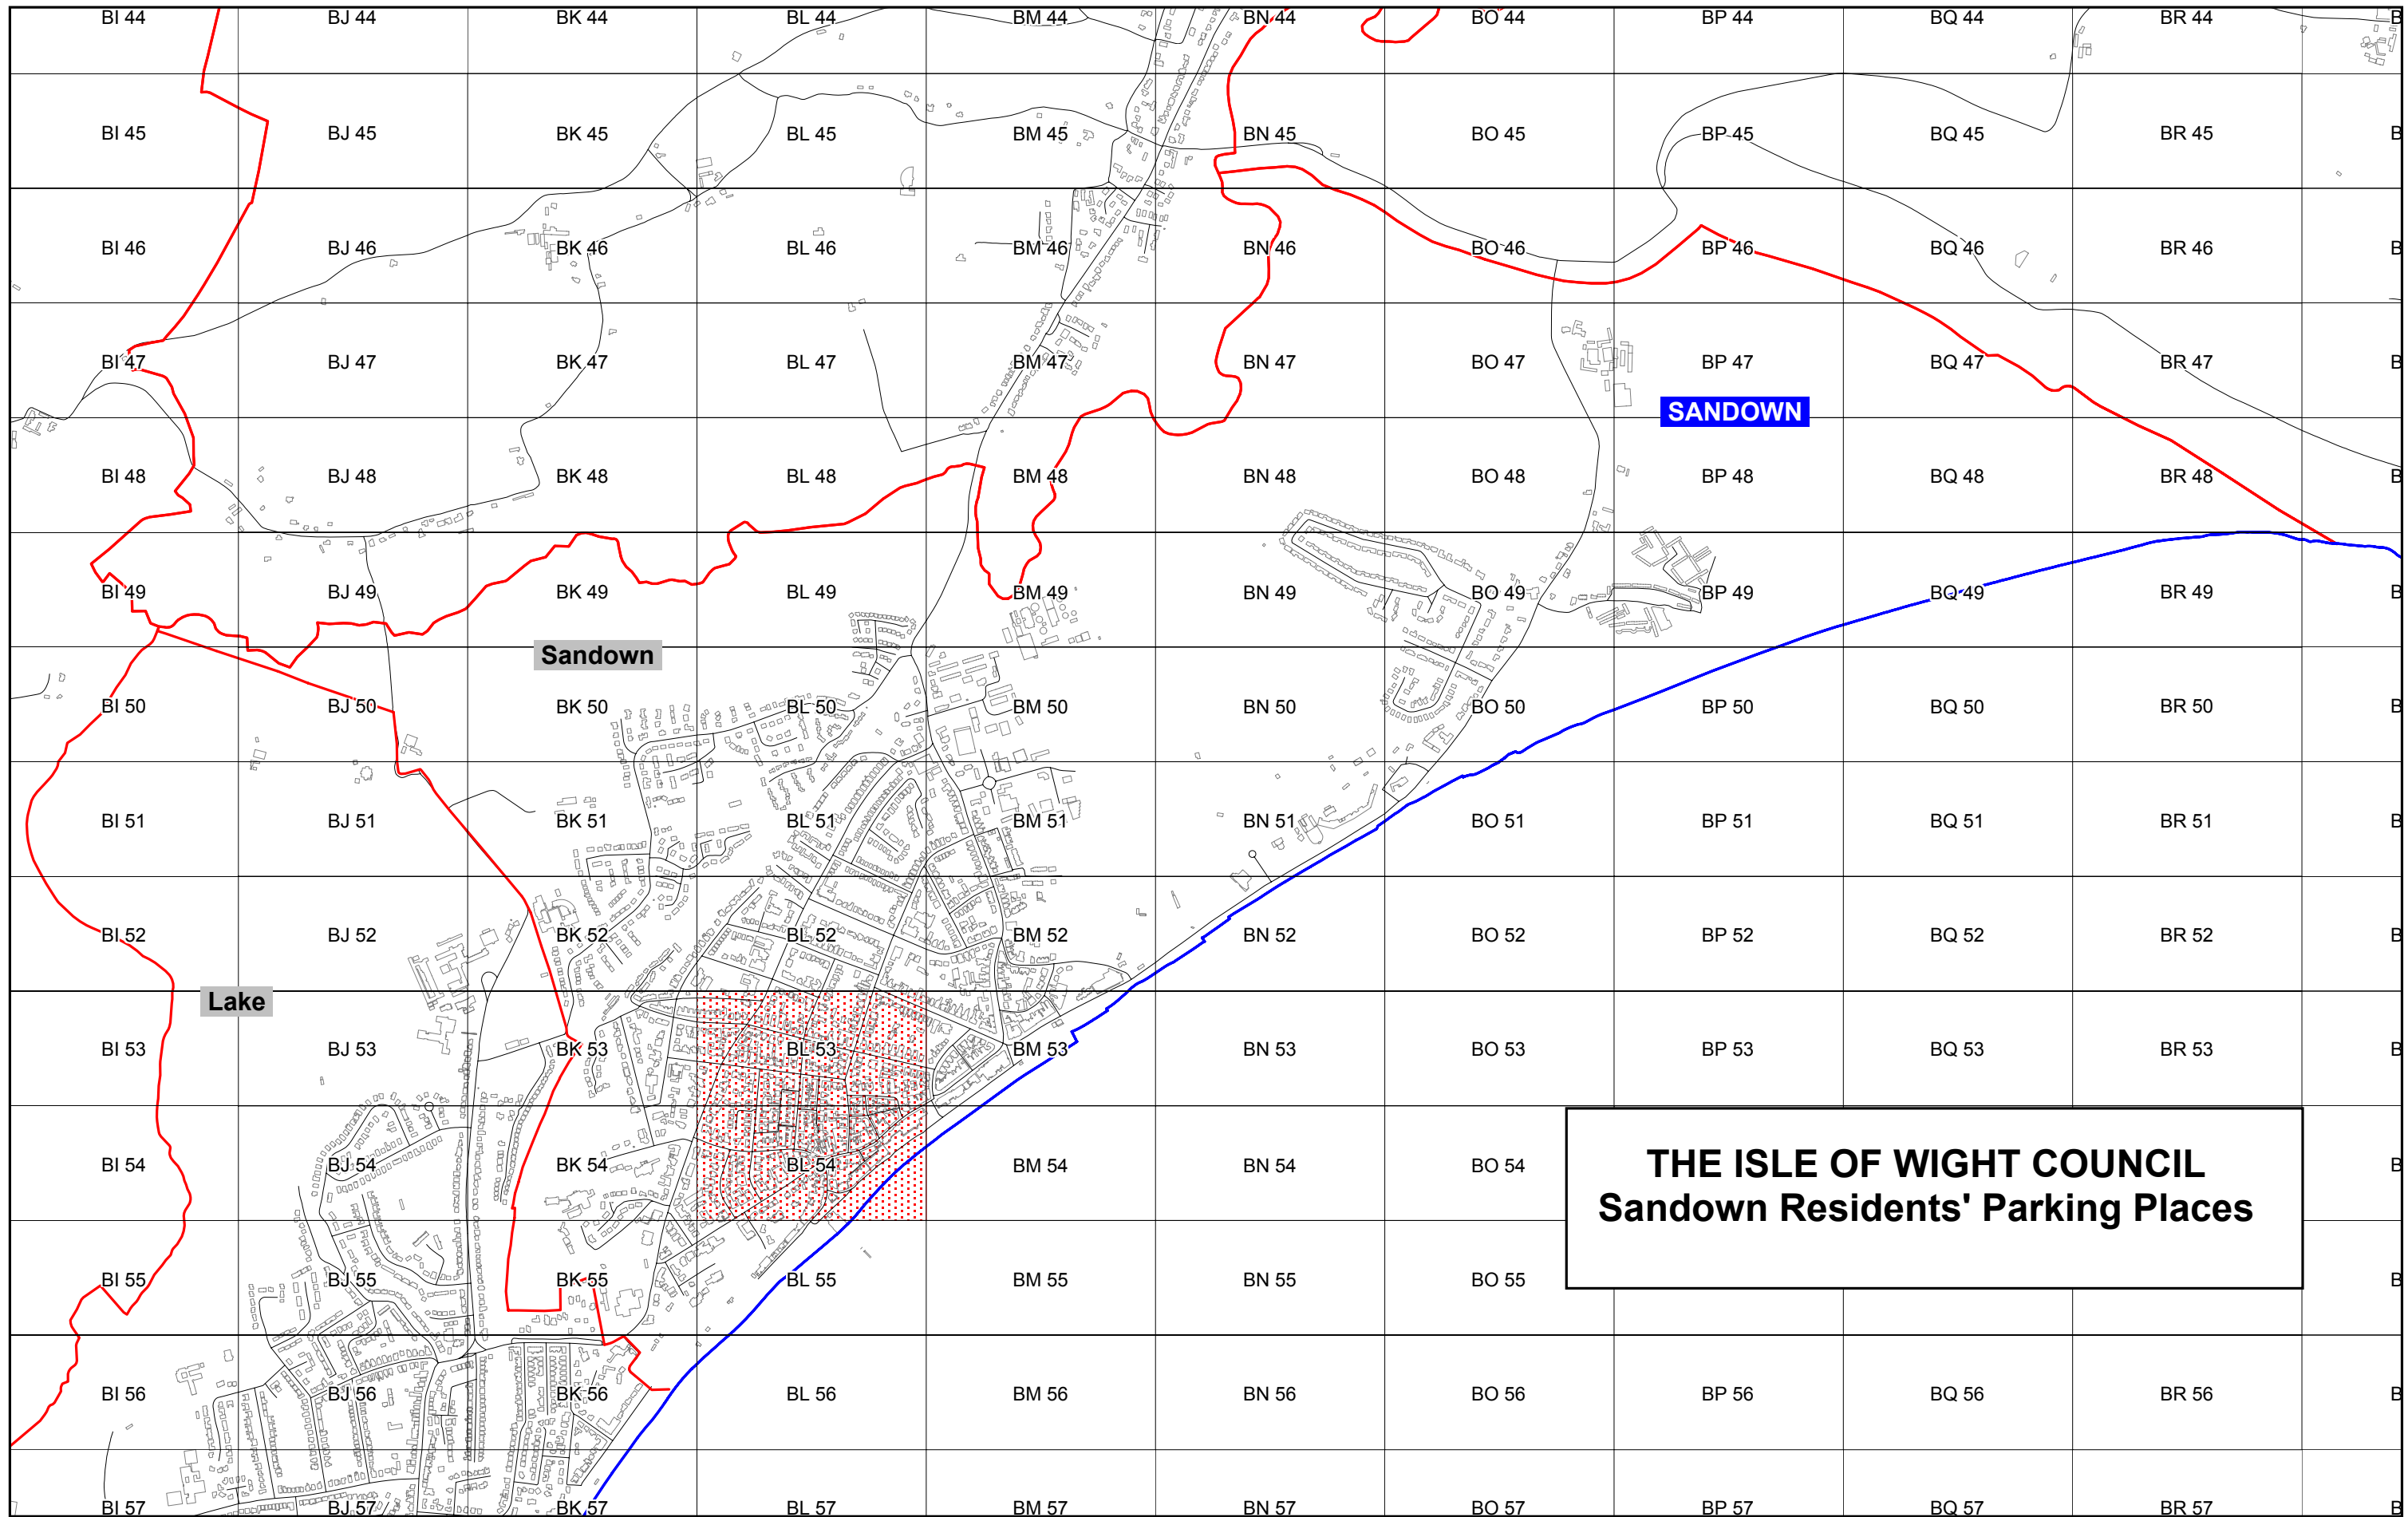 BI 44 BJ 44 BK 44 BL 44 BM 44 BN 44 BO 44 BP 44 BQ 44 BR 44 B
BI 45 BJ 45 BK 45 BL 45 BM 45 BN 45 BO 45 BP 45 BQ 45 BR 45 B
BI 46 BJ 46 BK 46 BL 46 BM 46 BN 46 BO 46 BP 46 BQ 46 BR 46 B
BI 47 BJ 47 BK 47 BL 47 BM 47 BN 47 BO 47 BP 47 BQ 47 BR 47 B
SANDOWN
BI 48 BJ 48 BK 48 BL 48 BM 48 BN 48 BO 48 BP 48 BQ 48 BR 48 B
BI 49 BJ 49 BK 49 BL 49 BM 49 BN 49 BO 49 BP 49 BQ 49 BR 49 B
Sandown
BI 50 BJ 50 BK 50 BL 50 BM 50 BN 50 BO 50 BP 50 BQ 50 BR 50 B
BI 51 BJ 51 BK 51 BL 51 BM 51 BN 51 BO 51 BP 51 BQ 51 BR 51 B
BI 52 BJ 52 BK 52 BL 52 BM 52 BN 52 BO 52 BP 52 BQ 52 BR 52 B
Lake
BI 53 BJ 53 BK 53 BL 53 BM 53 BN 53 BO 53 BP 53 BQ 53 BR 53 B
BI 54 BJ 54 BK 54 BL 54 BM 54 BN 54 BO 54 B
THE ISLE OF WIGHT COUNCIL
Sandown Residents' Parking Places
BI 55 BJ 55 BK 55 BL 55 BM 55 BN 55 BO 55 B
BI 56 BJ 56 BK 56 BL 56 BM 56 BN 56 BO 56 BP 56 BQ 56 BR 56 B
BI 57 BJ 57 BK 57 BL 57 BM 57 BN 57 BO 57 BP 57 BQ 57 BR 57 B